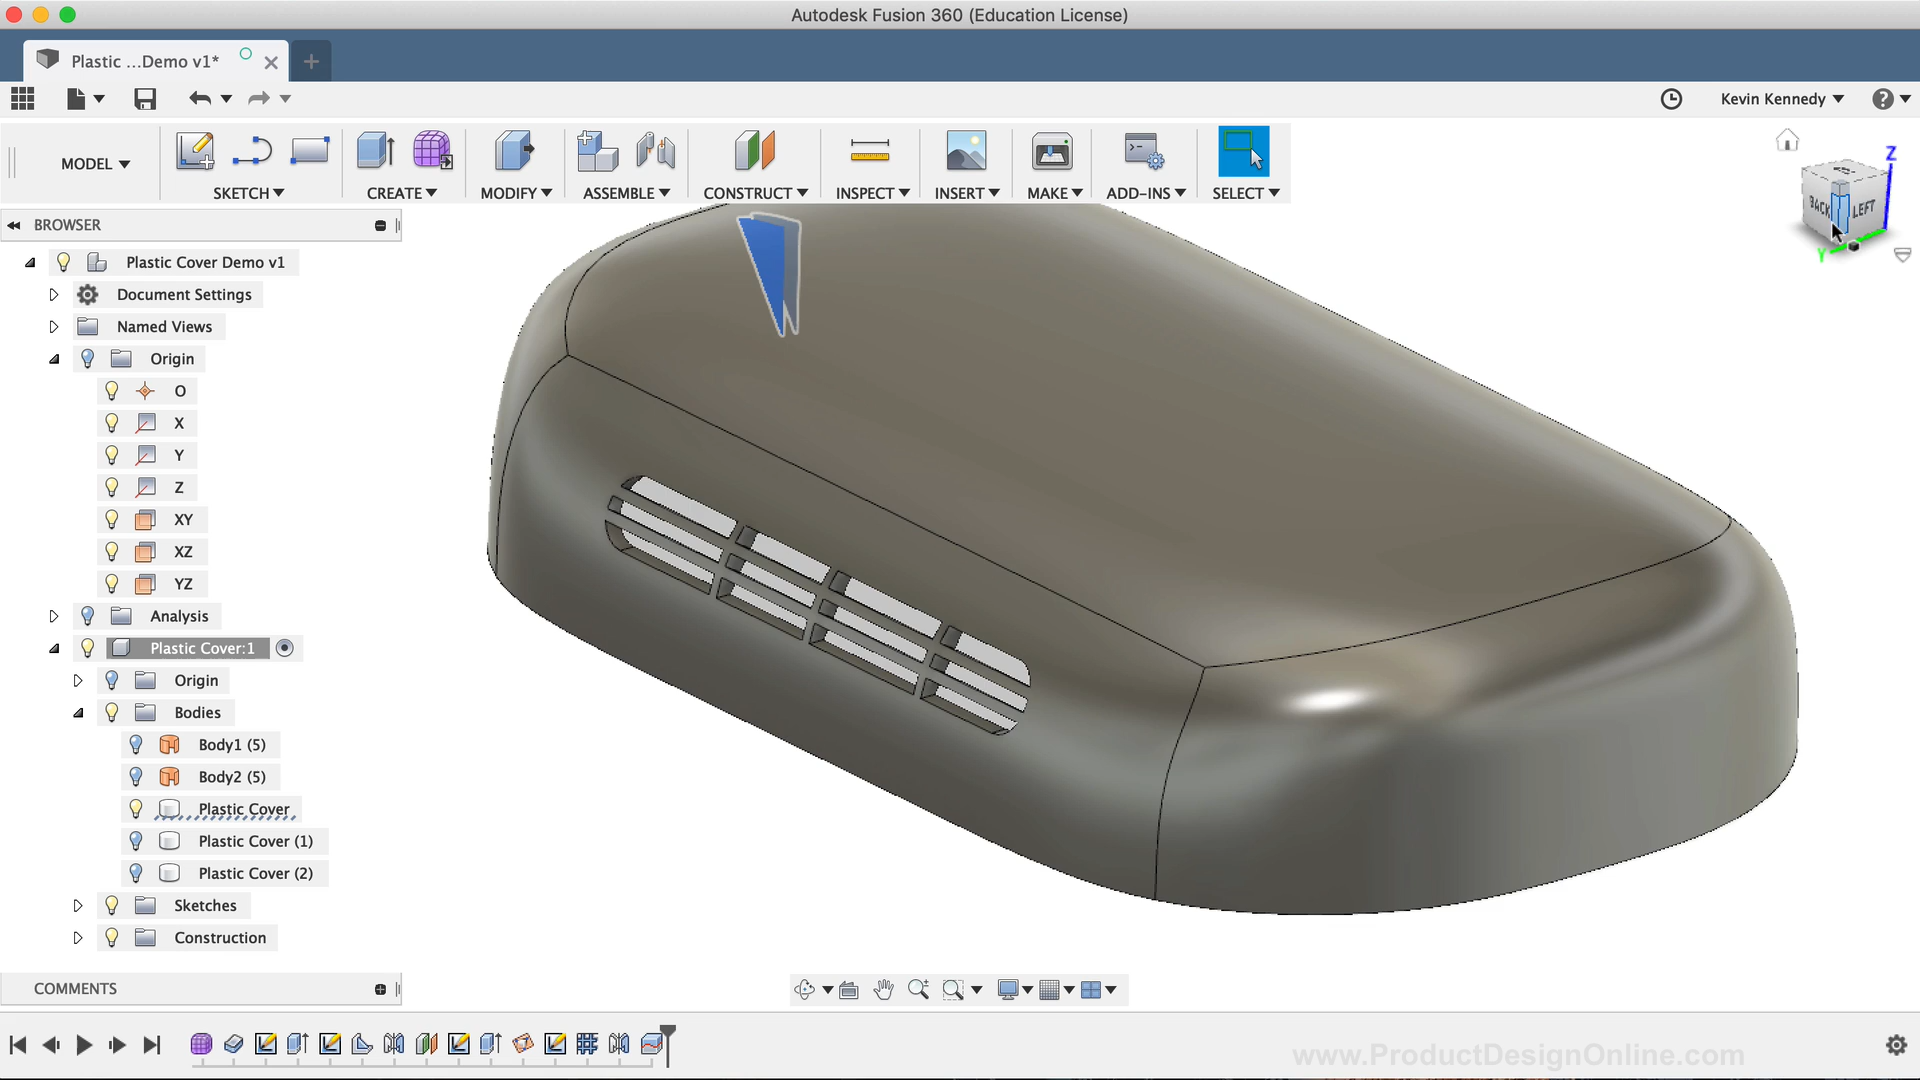 Autodesk Fusion 360 (Education License)
Plastic ...Demo v1*
Kevin Kennedy
MODEL
SKETCH CREATE MODIFY ASSEMBLE CONSTRUCT INSPECT INSERT MAKE ADD-INS SELECT
Z
BACK LEFT
Y
BROWSER
Plastic Cover Demo v1
Document Settings
Named Views
Origin
O
X
Y
Z
XY
XZ
YZ
Analysis
Plastic Cover:1
Origin
Bodies
Body1 (5)
Body2 (5)
Plastic Cover
Plastic Cover (1)
Plastic Cover (2)
Sketches
Construction
COMMENTS
www.ProductDesignOnline.com